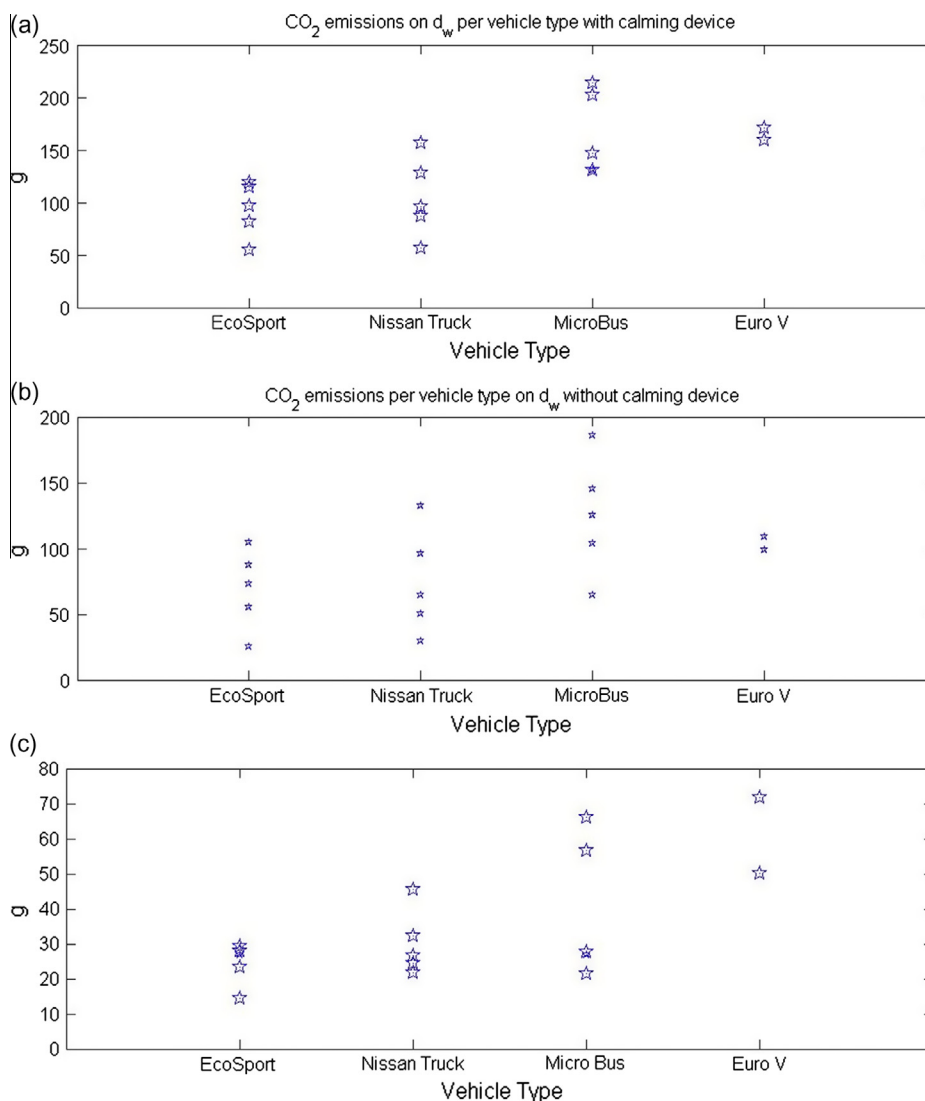 (a)
CO2 emissions on dw per vehicle type with calming device
250
200
150
100
50
0
g
EcoSport Nissan Truck MicroBus Euro V
Vehicle Type
(b)
CO2 emissions per vehicle type on dw without calming device
200
150
100
50
0
g
EcoSport Nissan Truck MicroBus Euro V
Vehicle Type
(c)
80
70
60
50
40
30
20
10
0
g
EcoSport Nissan Truck Micro Bus Euro V
Vehicle Type